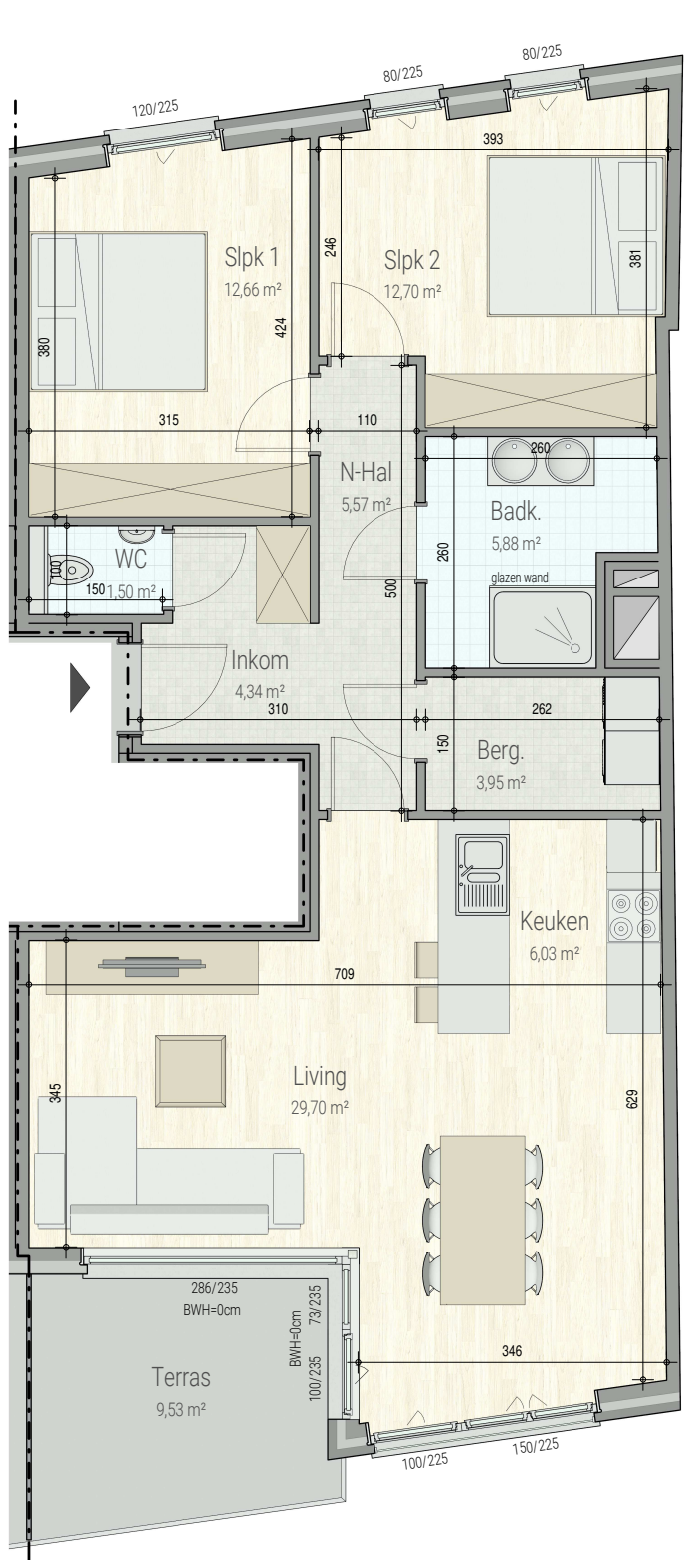 80/225
80/225
120/225
393
246
Slpk 1
12,66 m²
Slpk 2
12,70 m²
381
424
380
315
110
260
N-Hal
5,57 m²
Badk.
5,88 m²
260
WC
100
150
1,50 m²
500
glazen wand
Inkom
4,34 m²
310
262
150
Berg.
3,95 m²
Keuken
6,03 m²
709
Living
29,70 m²
345
629
286/235
BWH=0cm
73/235
BWH=0cm
100/235
346
Terras
9,53 m²
100/225
150/225